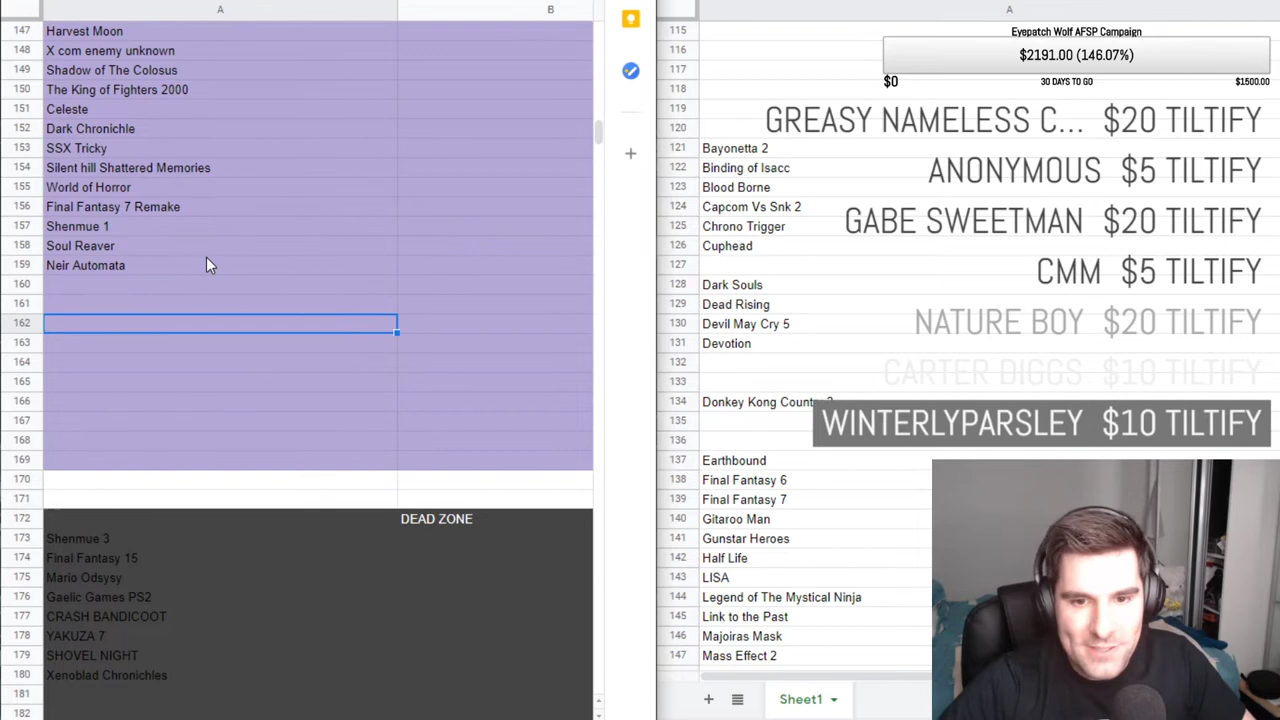 A
B
147 Harvest Moon
148 X com enemy unknown
149 Shadow of The Colosus
150 The King of Fighters 2000
151 Celeste
152 Dark Chronichle
153 SSX Tricky
154 Silent hill Shattered Memories
155 World of Horror
156 Final Fantasy 7 Remake
157 Shenmue 1
158 Soul Reaver
159 Neir Automata
160
161
162
163
164
165
166
167
168
169
170
171
172 DEAD ZONE
173 Shenmue 3
174 Final Fantasy 15
175 Mario Odsysy
176 Gaelic Games PS2
177 CRASH BANDICOOT
178 YAKUZA 7
179 SHOVEL NIGHT
180 Xenoblad Chronichles
181
182
A
115
116
117
118
119
120
121 Bayonetta 2
122 Binding of Isacc
123 Blood Borne
124 Capcom Vs Snk 2
125 Chrono Trigger
126 Cuphead
127
128 Dark Souls
129 Dead Rising
130 Devil May Cry 5
131 Devotion
132
133
134 Donkey Kong Country
135
136
137 Earthbound
138 Final Fantasy 6
139 Final Fantasy 7
140 Gitaroo Man
141 Gunstar Heroes
142 Half Life
143 LISA
144 Legend of The Mystical Ninja
145 Link to the Past
146 Majoiras Mask
147 Mass Effect 2
Sheet1
Eyepatch Wolf AFSP Campaign
$2191.00 (146.07%)
$0 30 DAYS TO GO $1500.00
GREASY NAMELESS C... $20 TILTIFY
ANONYMOUS $5 TILTIFY
GABE SWEETMAN $20 TILTIFY
CMM $5 TILTIFY
NATURE BOY $20 TILTIFY
CARTER DIGGS $10 TILTIFY
WINTERLYPARSLEY $10 TILTIFY